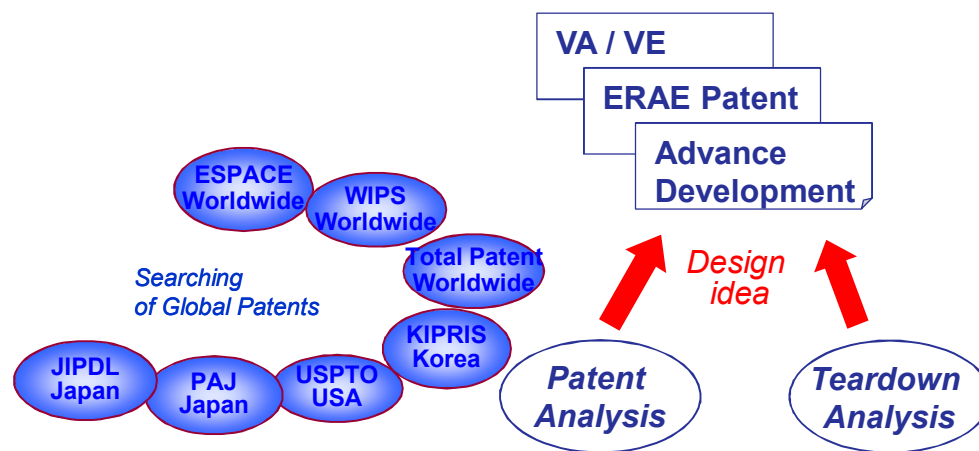 VA / VE
ERAE Patent
Advance
Development
ESPACE
Worldwide
WIPS
Worldwide
Total Patent
Worldwide
Searching
of Global Patents
Design
idea
KIPRIS
Korea
JIPDL
Japan
PAJ
Japan
USPTO
USA
Patent
Analysis
Teardown
Analysis